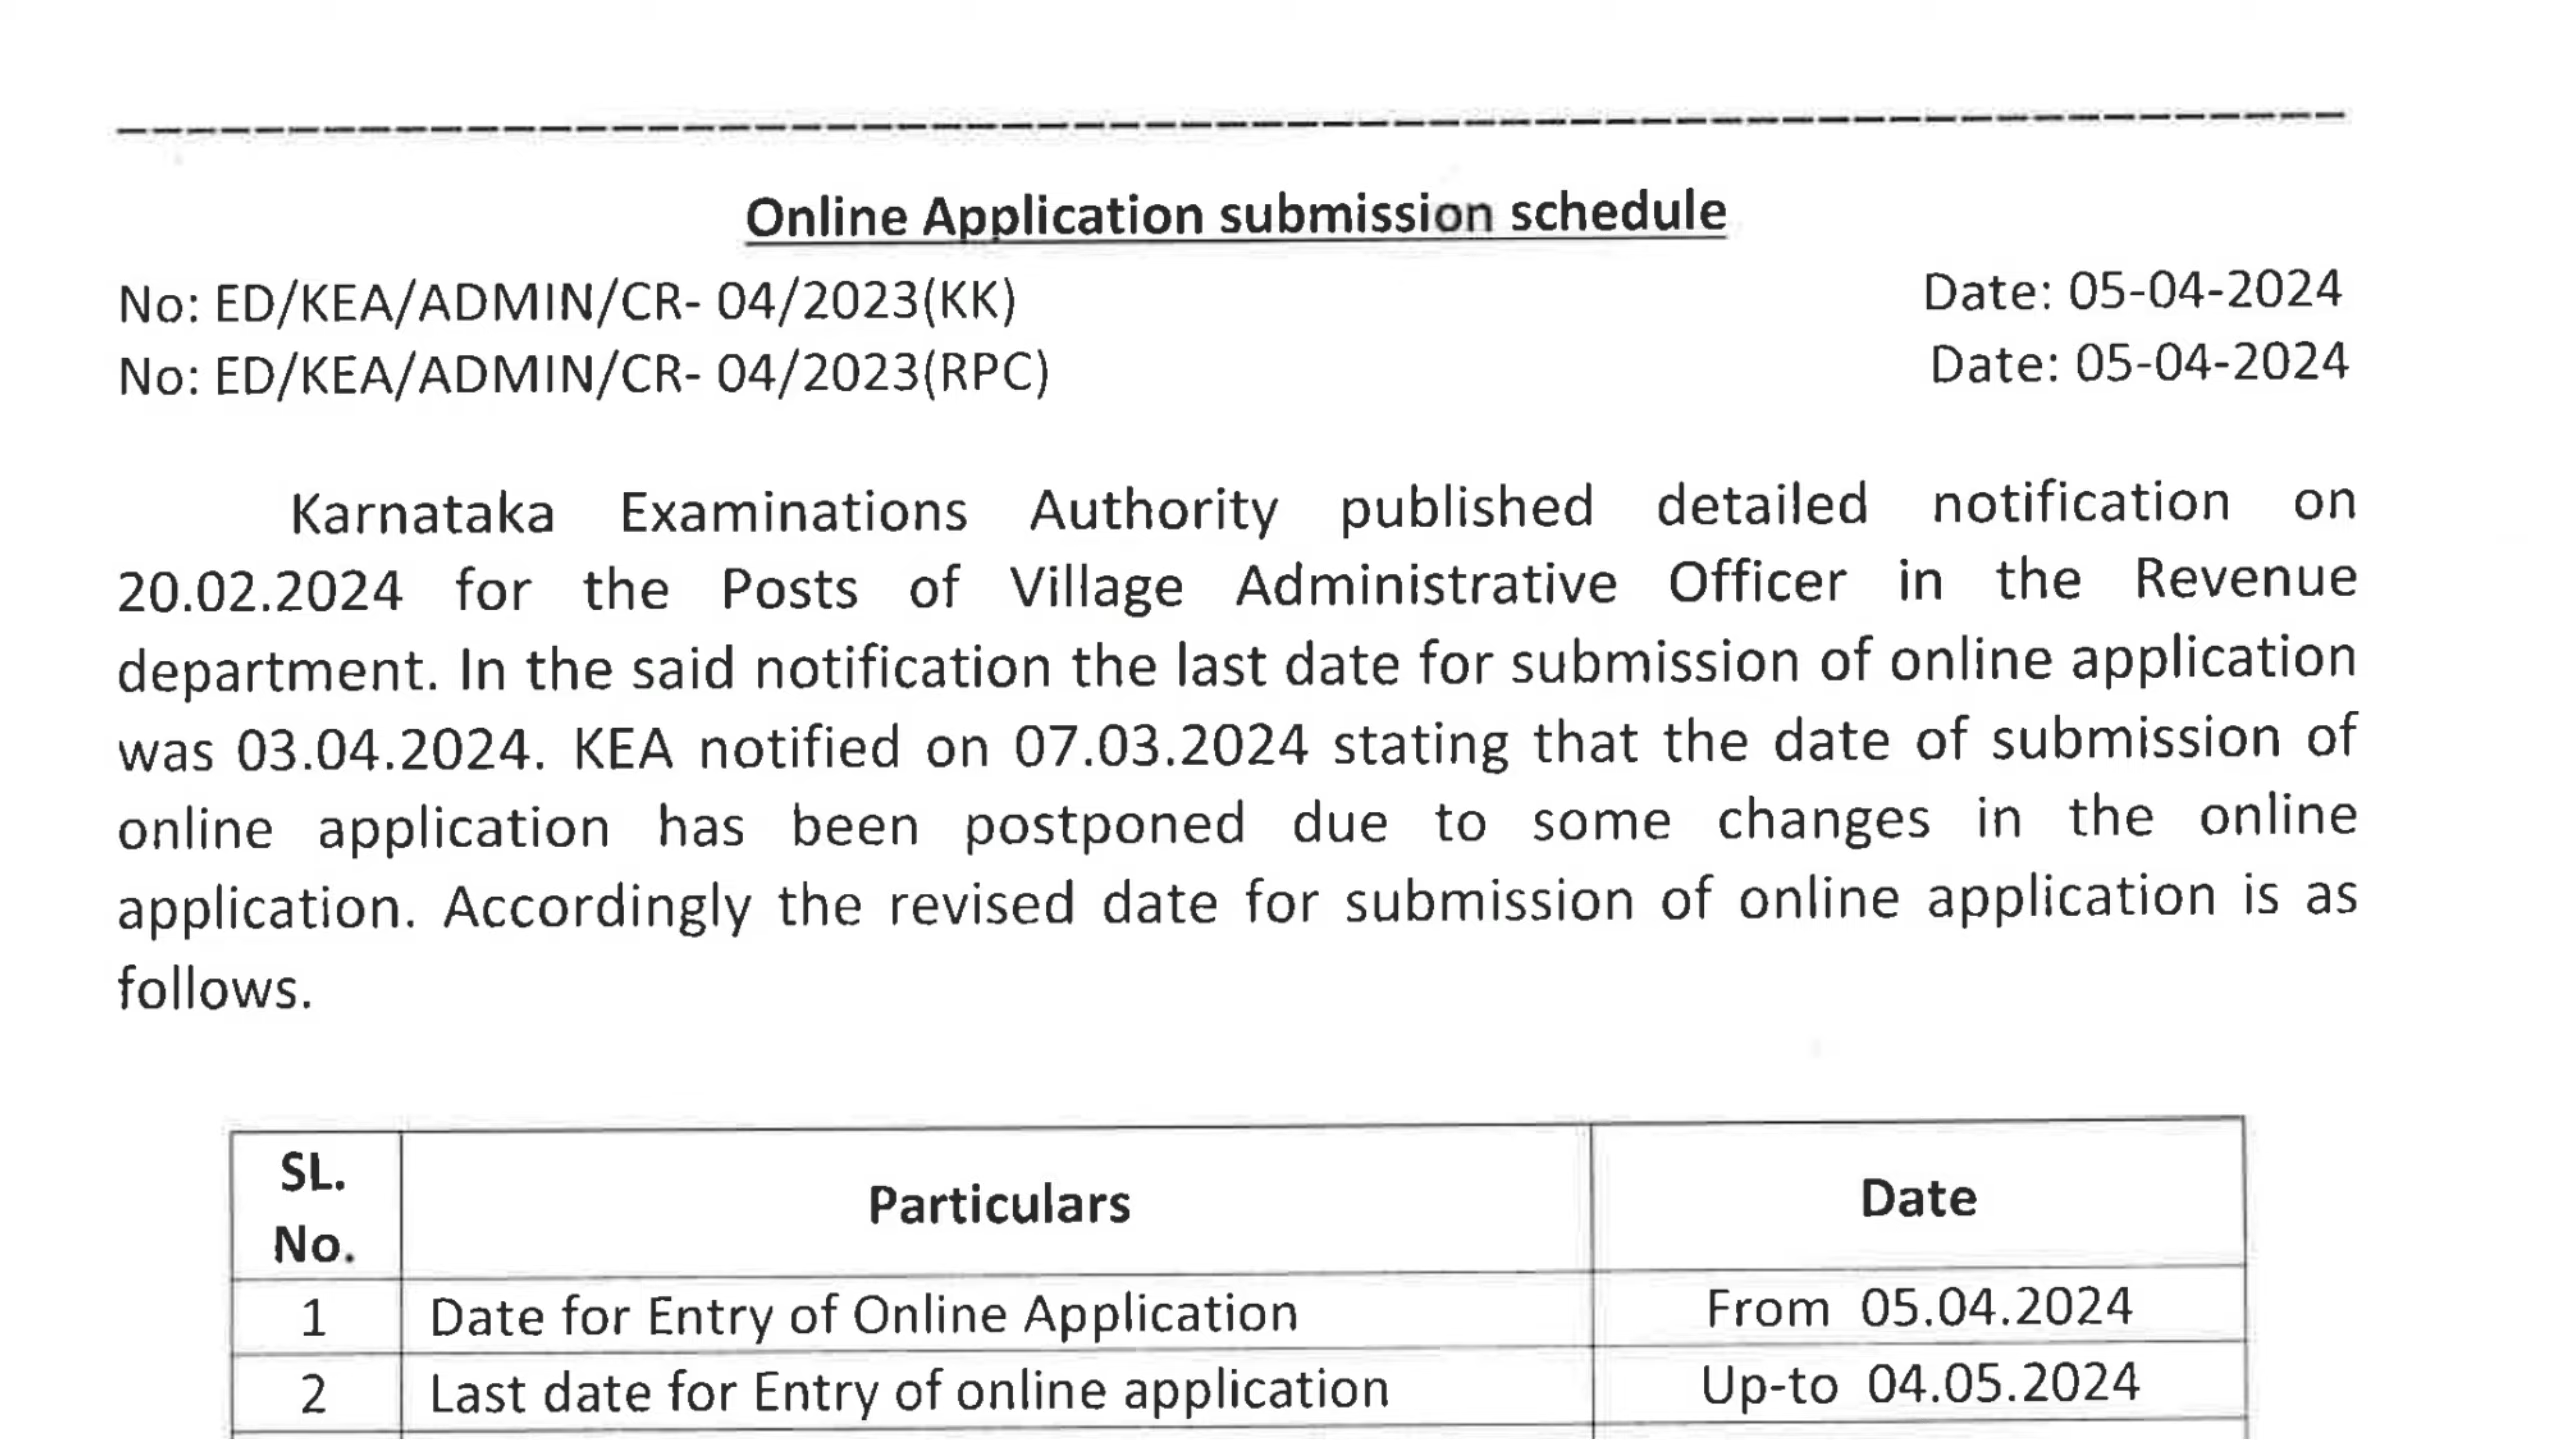 Online Application submission schedule
No: ED/KEA/ADMIN/CR- 04/2023(KK) Date: 05-04-2024
No: ED/KEA/ADMIN/CR- 04/2023(RPC) Date: 05-04-2024
Karnataka Examinations Authority published detailed notification on
20.02.2024 for the Posts of Village Administrative Officer in the Revenue
department. In the said notification the last date for submission of online application
was 03.04.2024. KEA notified on 07.03.2024 stating that the date of submission of
online application has been postponed due to some changes in the online
application. Accordingly the revised date for submission of online application is as
follows.
SL. No. Particulars Date
1 Date for Entry of Online Application From 05.04.2024
2 Last date for Entry of online application Up-to 04.05.2024